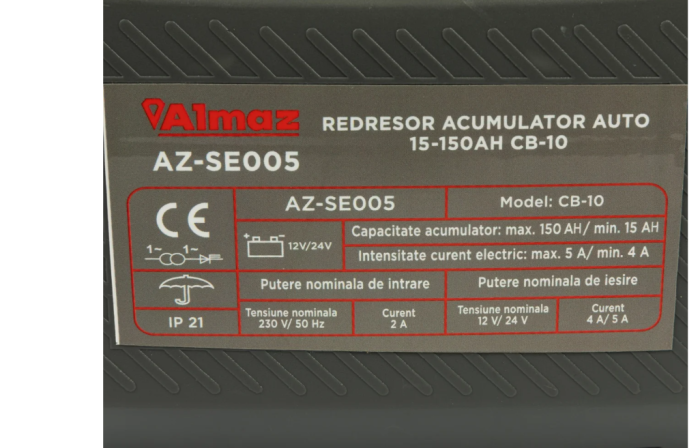 Almaz
REDRESOR ACUMULATOR AUTO
15-150AH CB-10
AZ-SE005
CE
AZ-SE005
Model: CB-10
+ −
12V/24V
Capacitate acumulator: max. 150 AH/ min. 15 AH
Intensitate curent electric: max. 5 A/ min. 4 A
1~ 1~
Putere nominala de intrare
Putere nominala de iesire
IP 21
Tensiune nominala
230 V/ 50 Hz
Curent
2 A
Tensiune nominala
12 V/ 24 V
Curent
4 A/ 5 A